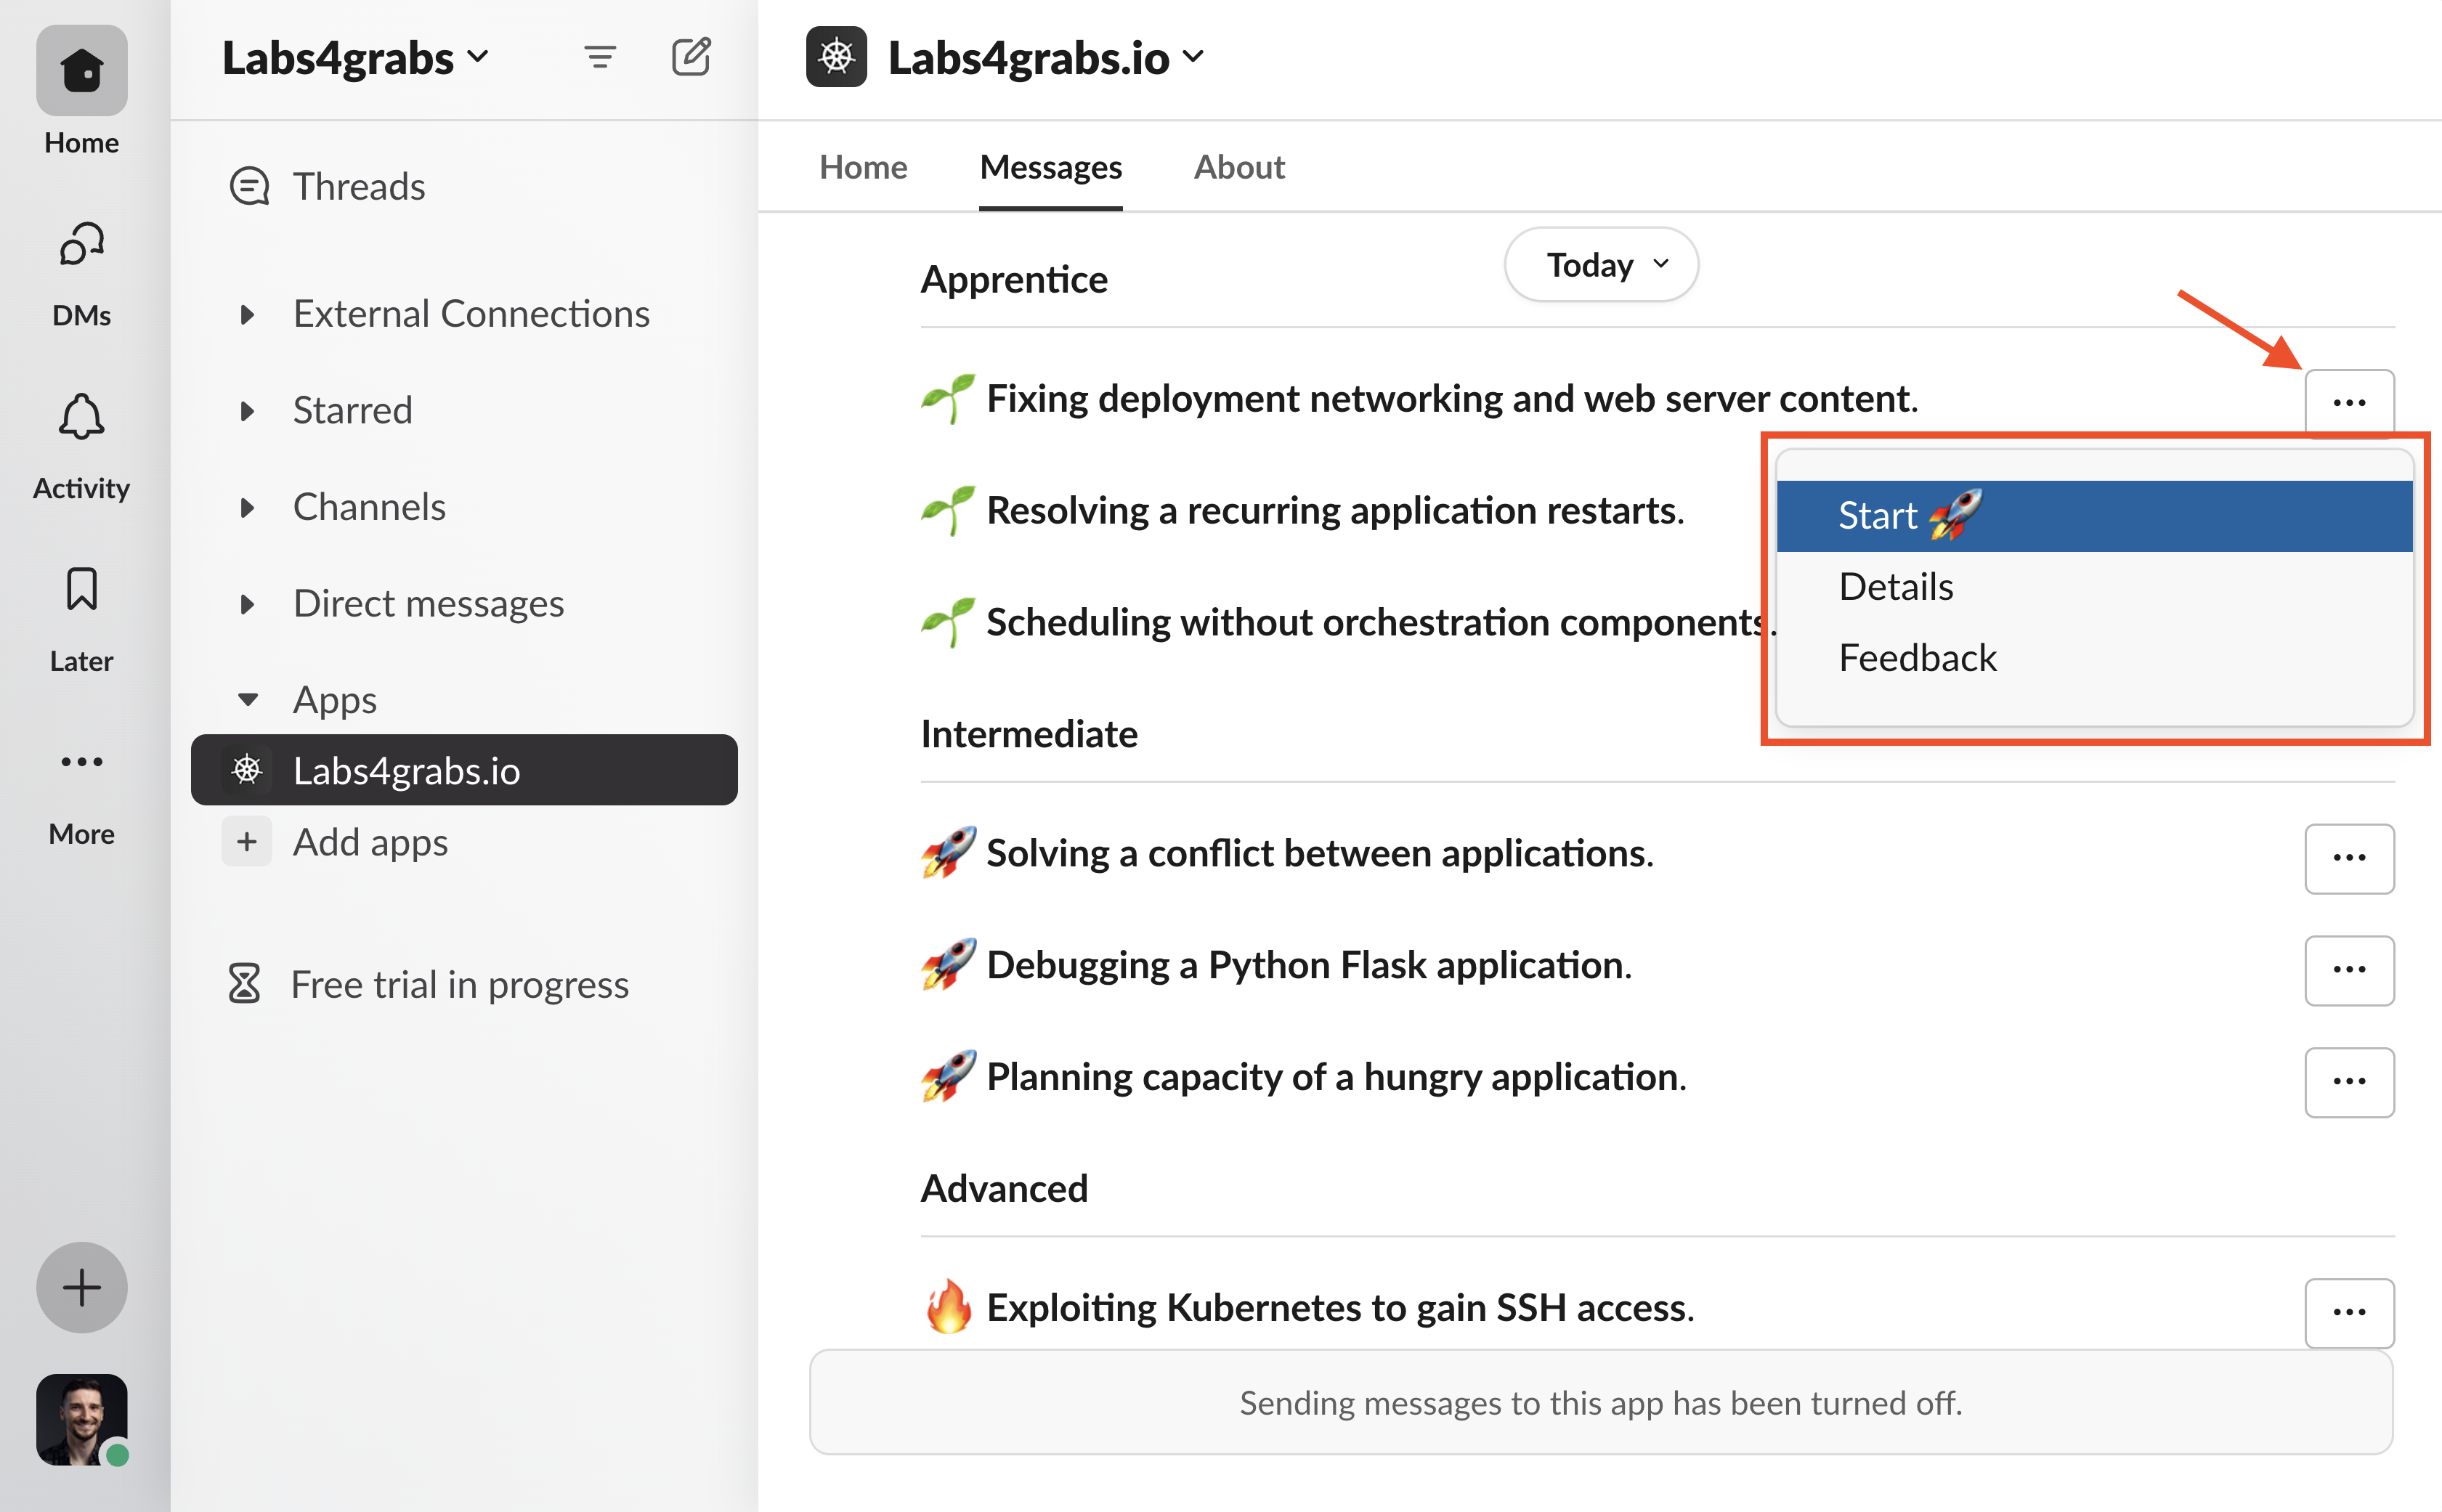 Home
DMs
Activity
Later
More
Labs4grabs
Threads
External Connections
Starred
Channels
Direct messages
Apps
Labs4grabs.io
Add apps
Free trial in progress
Labs4grabs.io
Home Messages About
Today
Apprentice
Fixing deployment networking and web server content.
Resolving a recurring application restarts.
Scheduling without orchestration components.
Start
Details
Feedback
Intermediate
Solving a conflict between applications.
Debugging a Python Flask application.
Planning capacity of a hungry application.
Advanced
Exploiting Kubernetes to gain SSH access.
Sending messages to this app has been turned off.